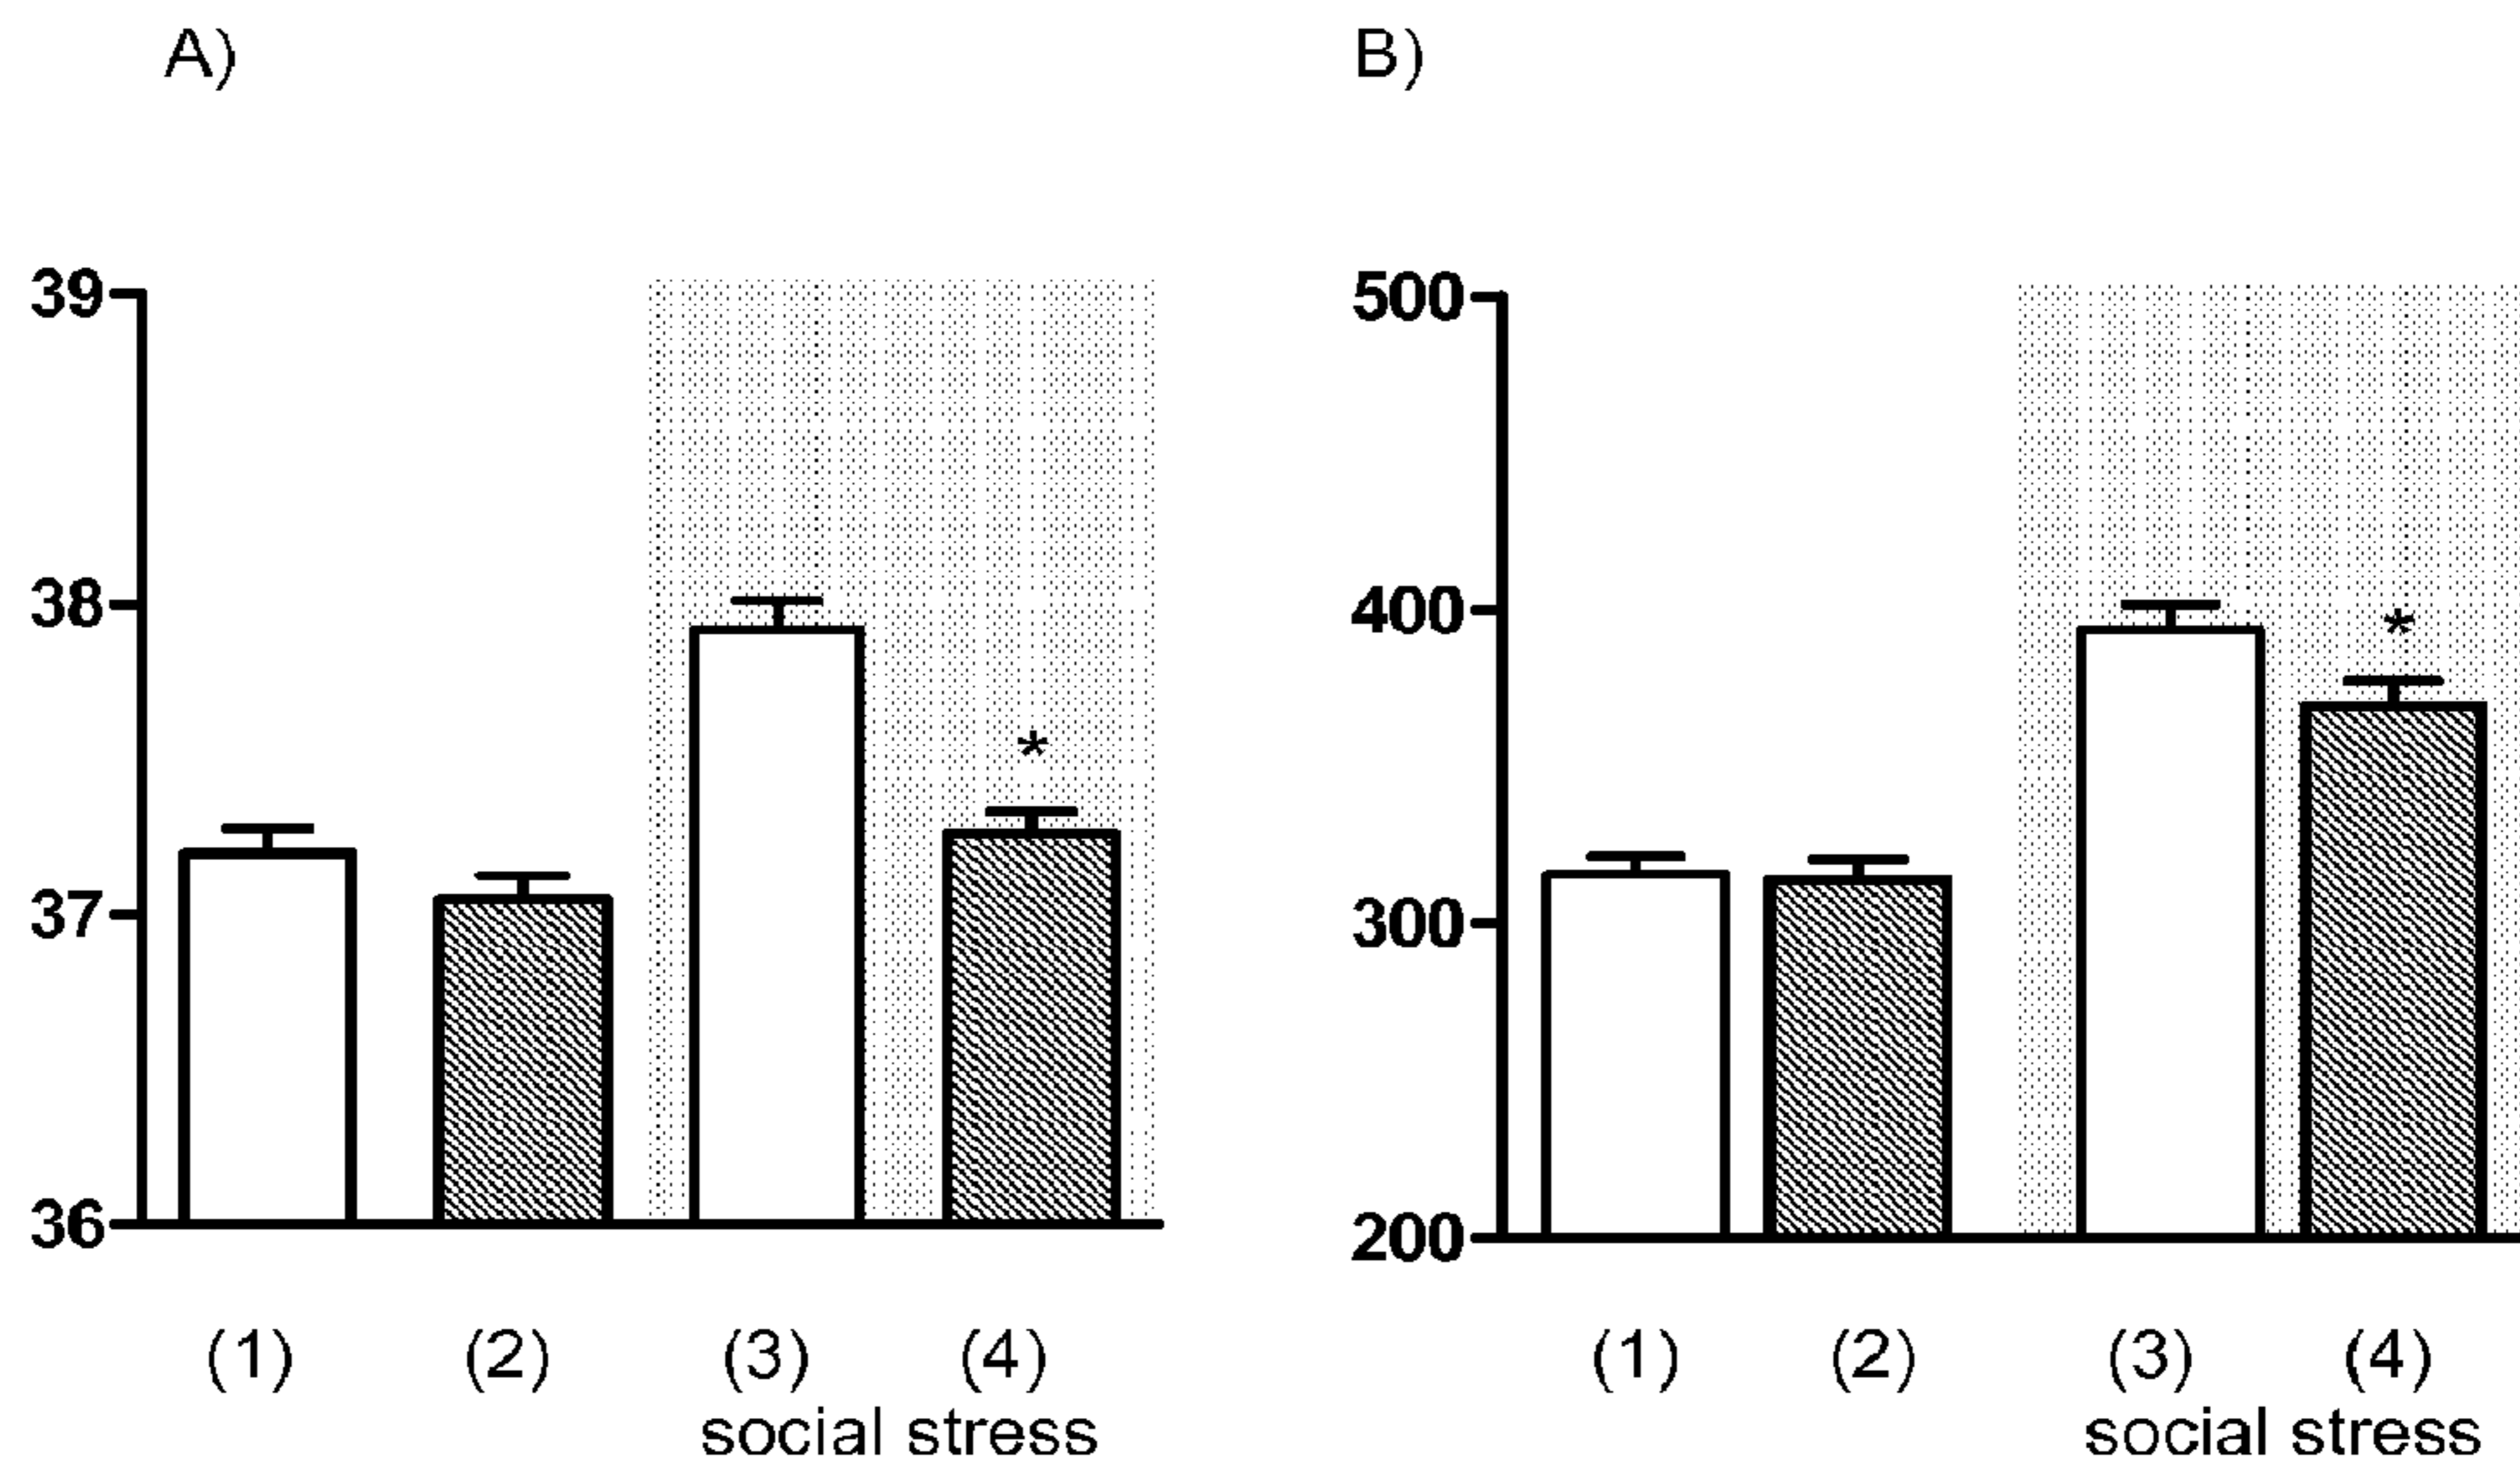 A)
39
38
37
36
*
(1) (2) (3) (4)
social stress
B)
500
400
300
200
*
(1) (2) (3) (4)
social stress